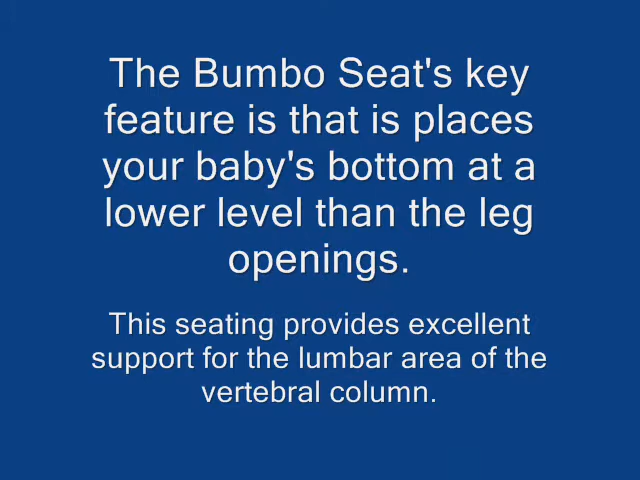 The Bumbo Seat's key
feature is that is places
your baby's bottom at a
lower level than the leg
openings.
This seating provides excellent
support for the lumbar area of the
vertebral column.